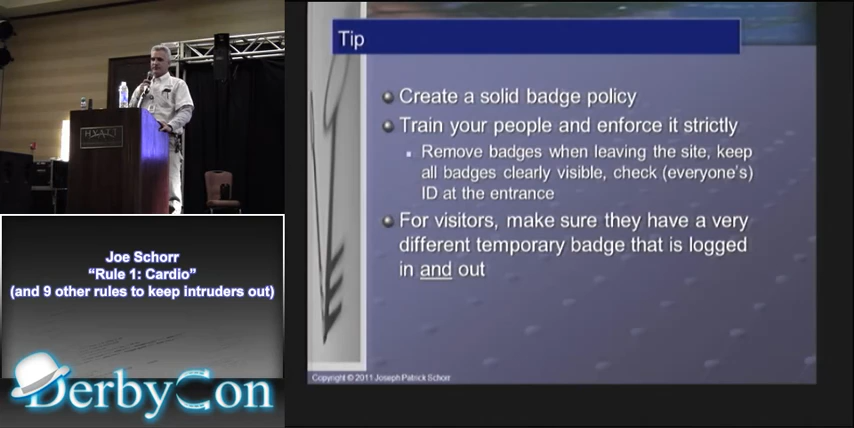 HYATT
Joe Schorr
“Rule 1: Cardio”
(and 9 other rules to keep intruders out)
DerbyCon
Tip
Create a solid badge policy
Train your people and enforce it strictly
Remove badges when leaving the site, keep
all badges clearly visible, check (everyone's)
ID at the entrance
For visitors, make sure they have a very
different temporary badge that is logged
in and out
Copyright © 2011 Joseph Patrick Schorr